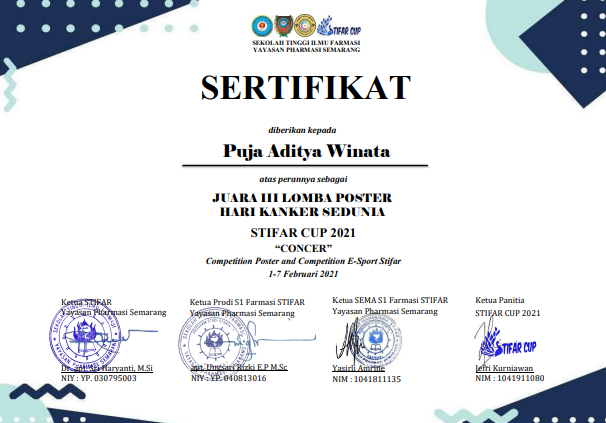 STIFAR CUP
SEKOLAH TINGGI ILMU FARMASI
YAYASAN PHARMASI SEMARANG
SERTIFIKAT
diberikan kepada
Puja Aditya Winata
atas perannya sebagai
JUARA III LOMBA POSTER
HARI KANKER SEDUNIA
STIFAR CUP 2021
“CONCER”
Competition Poster and Competition E-Sport Stifar
1-7 Februari 2021
Ketua STIFAR
Yayasan Pharmasi Semarang
Dr. apt. Sri Haryanti, M.Si
NIY : YP. 030795003
Ketua Prodi S1 Farmasi STIFAR
Yayasan Pharmasi Semarang
apt. Rizki E.P M.Sc
NIY : YP. 040813016
Ketua SEMA S1 Farmasi STIFAR
Yayasan Pharmasi Semarang
Yasirli Amrine
NIM : 1041811135
Ketua Panitia
STIFAR CUP 2021
STIFAR CUP
Jefri Kurniawan
NIM : 1041911080